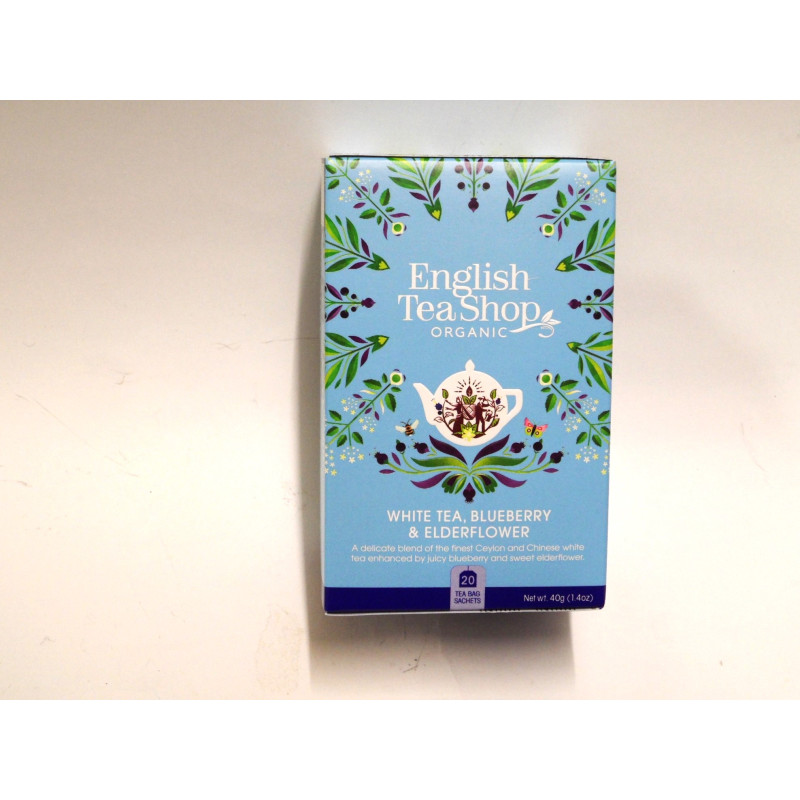 English
Tea Shop
ORGANIC
WHITE TEA, BLUEBERRY
& ELDERFLOWER
A delicate blend of the finest Ceylon and Chinese white
tea enhanced by juicy blueberry and sweet elderflower.
20
TEA BAG
SACHETS
Net wt. 40g (1.4oz)